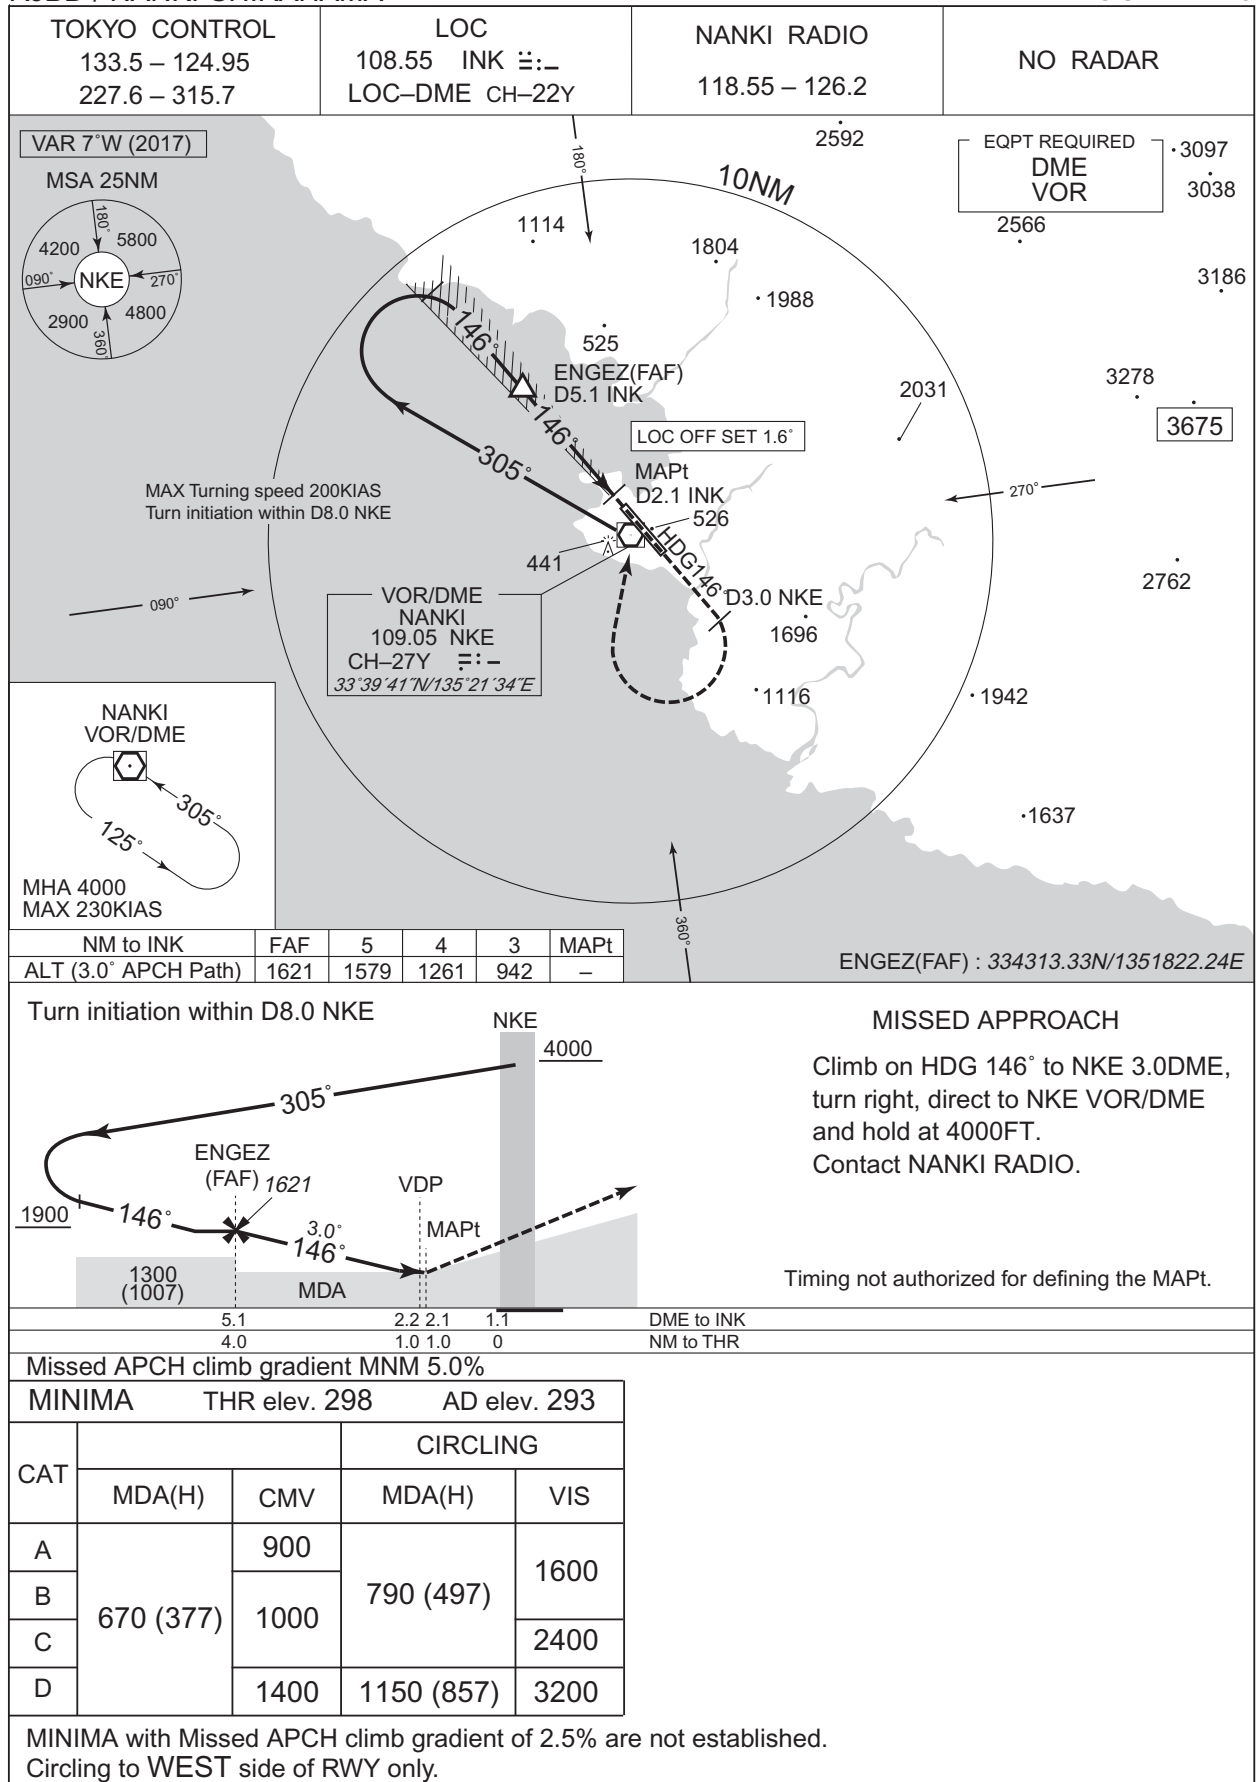 TOKYO CONTROL
133.5 – 124.95
227.6 – 315.7
LOC
108.55 INK
LOC–DME CH–22Y
NANKI RADIO
118.55 – 126.2
NO RADAR
VAR 7°W (2017)
MSA 25NM
180°
4200
5800
090°
NKE
270°
2900
4800
360°
180°
10NM
2592
EQPT REQUIRED
DME
VOR
3097
3038
2566
1114
1804
3186
1988
146°
525
ENGEZ(FAF)
D5.1 INK
3278
2031
3675
146°
LOC OFF SET 1.6°
305°
MAPt
D2.1 INK
270°
MAX Turning speed 200KIAS
Turn initiation within D8.0 NKE
526
441
HDG146°
2762
090°
VOR/DME
NANKI
109.05 NKE
CH–27Y
33°39´41˝N/135°21´34˝E
D3.0 NKE
1696
1116
1942
NANKI
VOR/DME
305°
125°
1637
MHA 4000
MAX 230KIAS
360°
NM to INK FAF 5 4 3 MAPt
ALT (3.0° APCH Path) 1621 1579 1261 942 –
ENGEZ(FAF) : 334313.33N/1351822.24E
Turn initiation within D8.0 NKE
NKE
4000
305°
ENGEZ
(FAF) 1621
VDP
1900
146°
3.0°
146°
MAPt
1300
(1007)
MDA
MISSED APPROACH
Climb on HDG 146° to NKE 3.0DME,
turn right, direct to NKE VOR/DME
and hold at 4000FT.
Contact NANKI RADIO.
Timing not authorized for defining the MAPt.
5.1 2.2 2.1 1.1 DME to INK
4.0 1.0 1.0 0 NM to THR
Missed APCH climb gradient MNM 5.0%
MINIMA THR elev. 298 AD elev. 293
CAT
CIRCLING
MDA(H) CMV MDA(H) VIS
A 900
B 670 (377) 1000 790 (497) 1600
C 2400
D 1400 1150 (857) 3200
MINIMA with Missed APCH climb gradient of 2.5% are not established.
Circling to WEST side of RWY only.